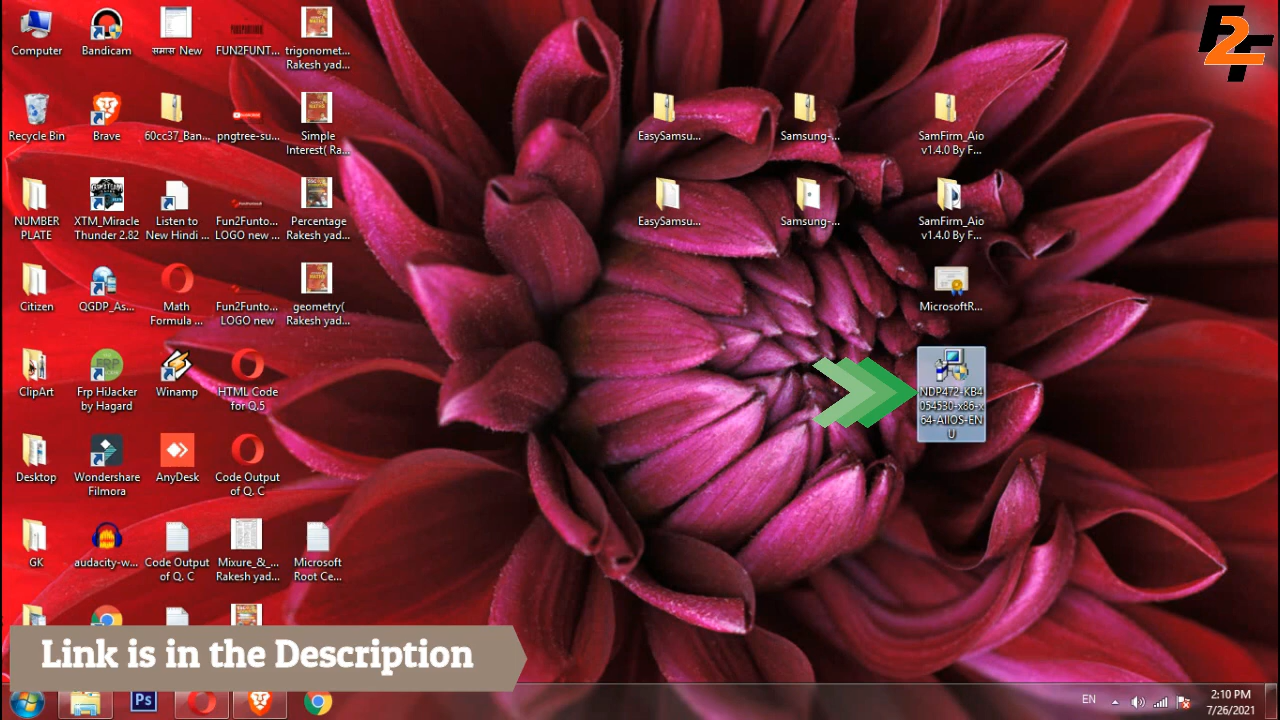 Computer
Bandicam
समास New
FUN2FUNT...
trigonomet...
Rakesh yad...
F2F
Recycle Bin
Brave
60cc37_Ban...
pngtree-su...
Simple
Interest( Ra...
EasySamsu...
Samsung-...
SamFirm_Aio
v1.4.0 By F...
NUMBER
PLATE
XTM_Miracle
Thunder 2.82
Listen to
New Hindi ...
Fun2Funto...
LOGO new ...
Percentage
Rakesh yad...
EasySamsu...
Samsung-...
SamFirm_Aio
v1.4.0 By F...
Citizen
QGDP_As...
Math
Formula ...
Fun2Funto...
LOGO new
geometry(
Rakesh yad...
MicrosoftR...
ClipArt
FRP
Frp HiJacker
by Hagard
Winamp
HTML Code
for Q.5
NDP472-KB4
054530-x86-x
64-AllOS-EN
U
Desktop
Wondershare
Filmora
AnyDesk
Code Output
of Q. C
GK
audacity-w...
Code Output
of Q. C
Mixure_&_...
Rakesh yad...
Microsoft
Root Ce...
Link is in the Description
Ps
EN
2:10 PM
7/26/2021